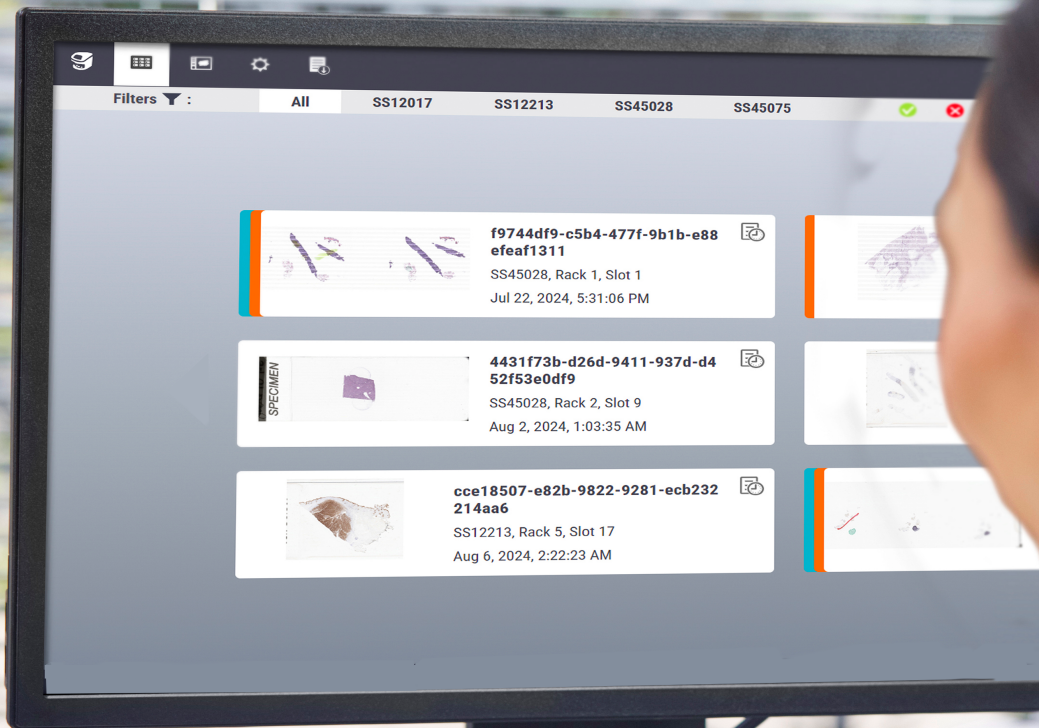 Filters :
All
SS12017
SS12213
SS45028
SS45075
f9744df9-c5b4-477f-9b1b-e88
efeaf1311
SS45028, Rack 1, Slot 1
Jul 22, 2024, 5:31:06 PM
SPECIMEN
4431f73b-d26d-9411-937d-d4
52f53e0df9
SS45028, Rack 2, Slot 9
Aug 2, 2024, 1:03:35 AM
cce18507-e82b-9822-9281-ecb232
214aa6
SS12213, Rack 5, Slot 17
Aug 6, 2024, 2:22:23 AM